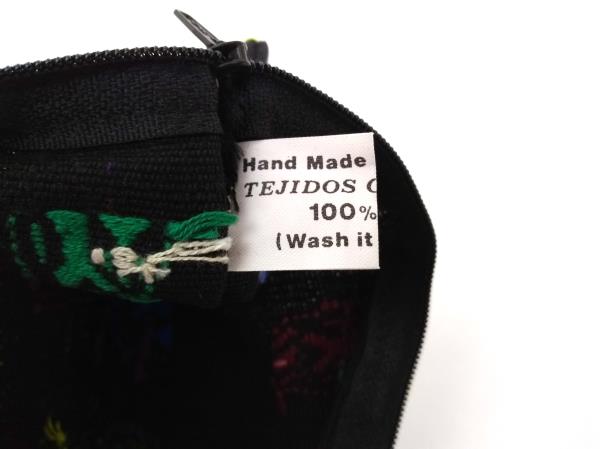 Hand Made
TEJIDOS
100%
(Wash it